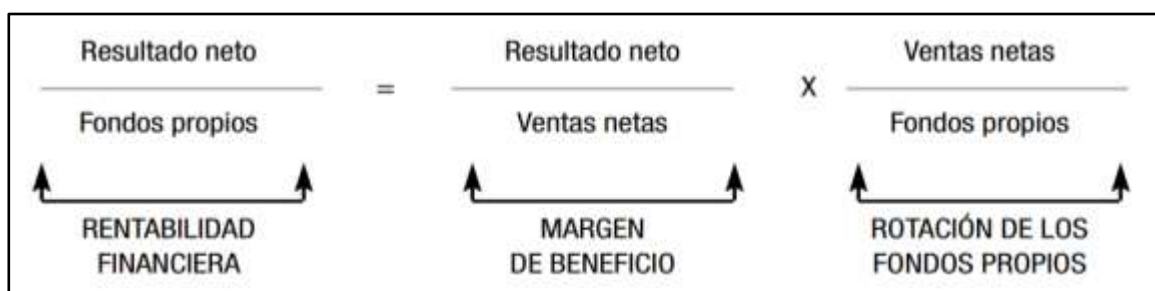 Resultado neto
Fondos propios
=
Resultado neto
Ventas netas
X
Ventas netas
Fondos propios
RENTABILIDAD
FINANCIERA
MARGEN
DE BENEFICIO
ROTACIÓN DE LOS
FONDOS PROPIOS